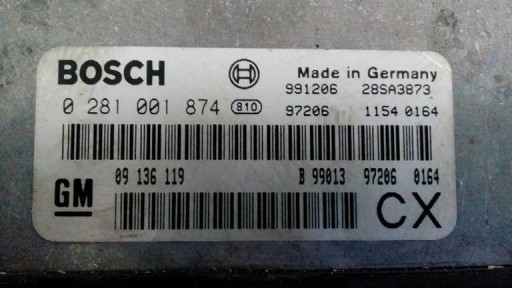 BOSCH Made in Germany
991206 28SA3873
0 281 001 874 810 97206 1154 0164
09 136 119 B 99013 97206 0164
GM CX